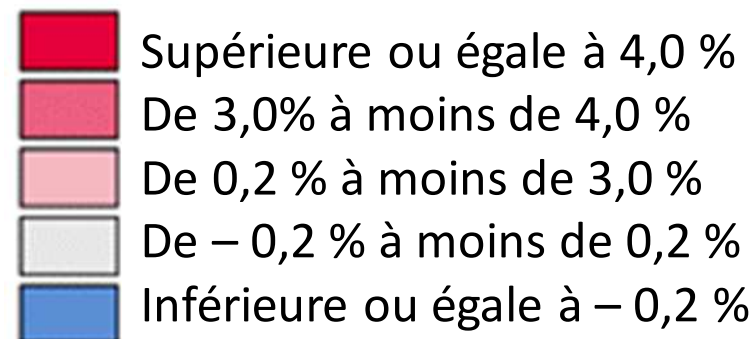 Supérieure ou égale à 4,0 %
De 3,0% à moins de 4,0 %
De 0,2 % à moins de 3,0 %
De – 0,2 % à moins de 0,2 %
Inférieure ou égale à – 0,2 %